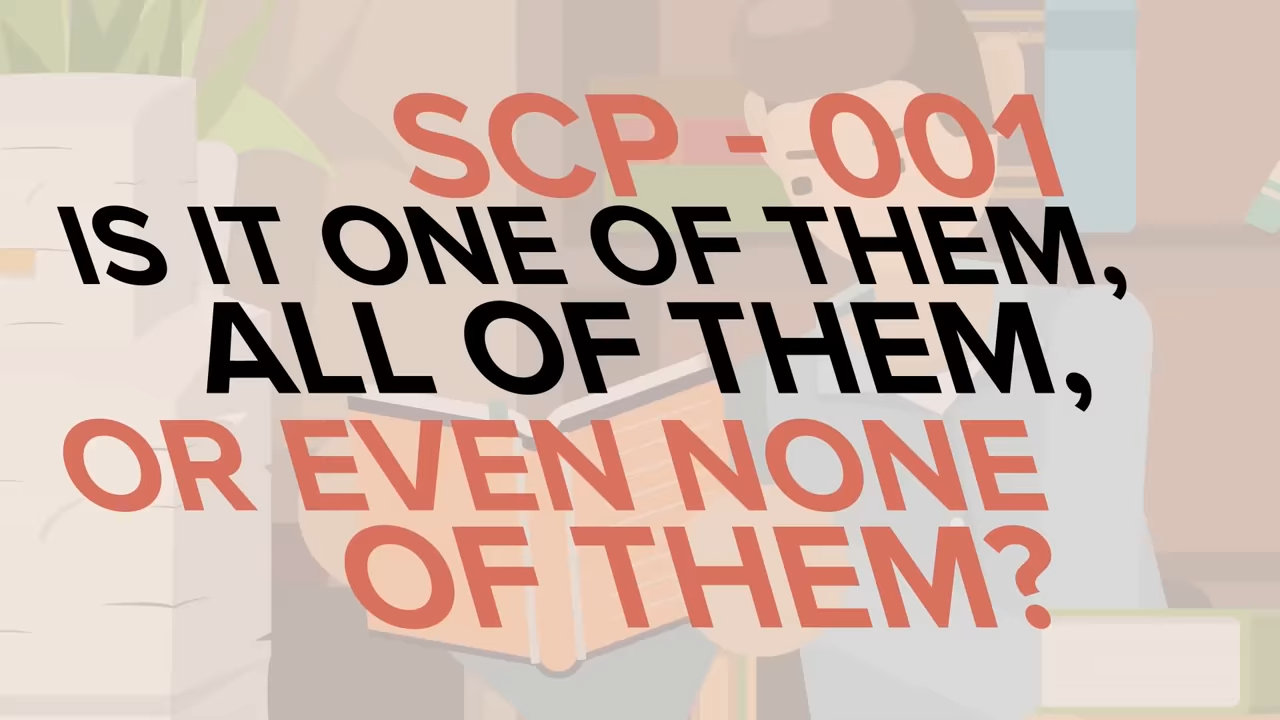 SCP - 001
IS IT ONE OF THEM,
ALL OF THEM,
OR EVEN NONE
OF THEM?